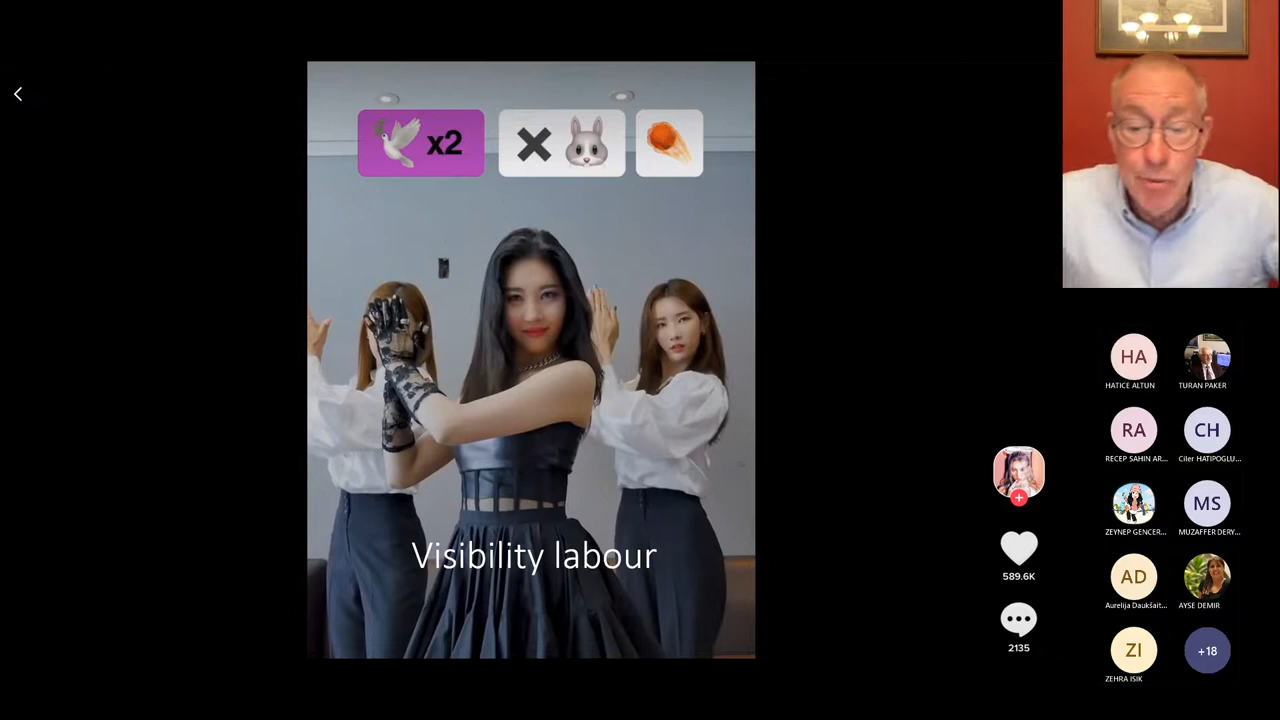 x2
Visibility labour
589.6K
2135
HA
HATICE ALTUN
TURAN PAKER
RA
RECEP SAHIN AR...
CH
Ciler HATIPOGLU...
ZEYNEP GENCER...
MS
MUZAFFER DERY...
AD
Aurelija Daukšait...
AYSE DEMIR
ZI
ZEHRA ISIK
+18